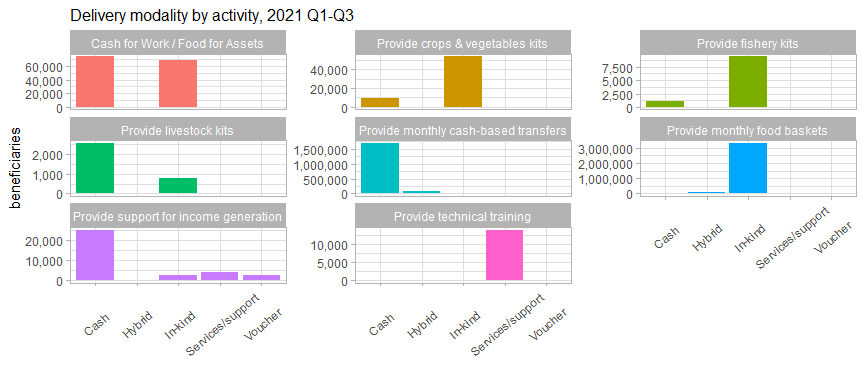 Delivery modality by activity, 2021 Q1-Q3
beneficiaries
Cash for Work / Food for Assets
60,000
40,000
20,000
0
Provide crops & vegetables kits
40,000
20,000
0
Provide fishery kits
7,500
5,000
2,500
0
Provide livestock kits
2,000
1,000
0
Provide monthly cash-based transfers
1,500,000
1,000,000
500,000
0
Provide monthly food baskets
3,000,000
2,000,000
1,000,000
0
Cash
Hybrid
In-kind
Services/support
Voucher
Provide support for income generation
20,000
10,000
0
Cash
Hybrid
In-kind
Services/support
Voucher
Provide technical training
10,000
5,000
0
Cash
Hybrid
In-kind
Services/support
Voucher